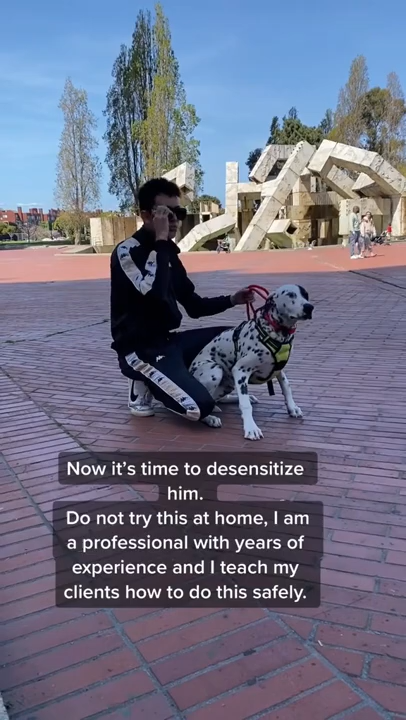 Now it's time to desensitize
him.
Do not try this at home, I am
a professional with years of
experience and I teach my
clients how to do this safely.